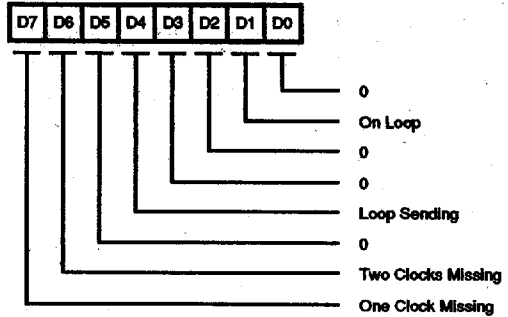 D7 D6 D5 D4 D3 D2 D1 D0
0
On Loop
0
0
Loop Sending
0
Two Clocks Missing
One Clock Missing